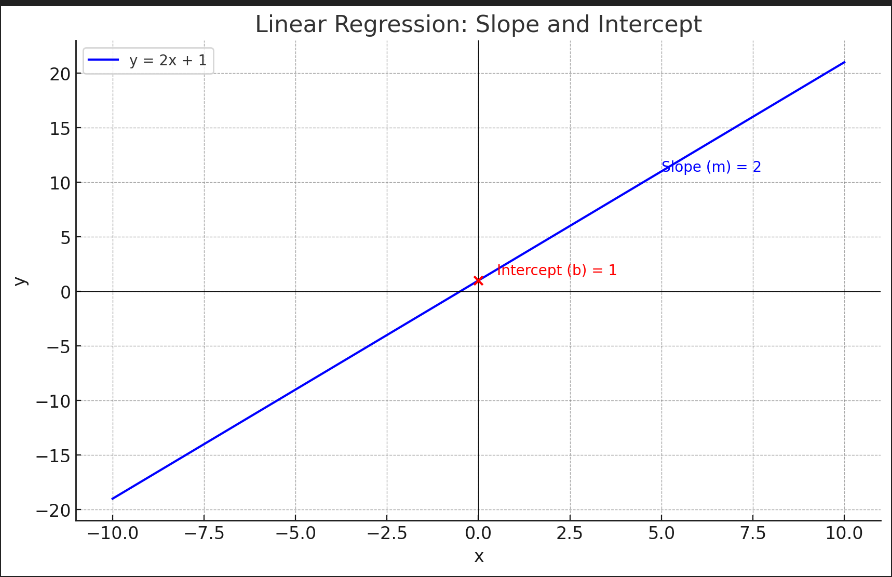 Linear Regression: Slope and Intercept
y = 2x + 1
20
15
10
5
0
−5
−10
−15
−20
y
Slope (m) = 2
Intercept (b) = 1
−10.0 −7.5 −5.0 −2.5 0.0 2.5 5.0 7.5 10.0
x